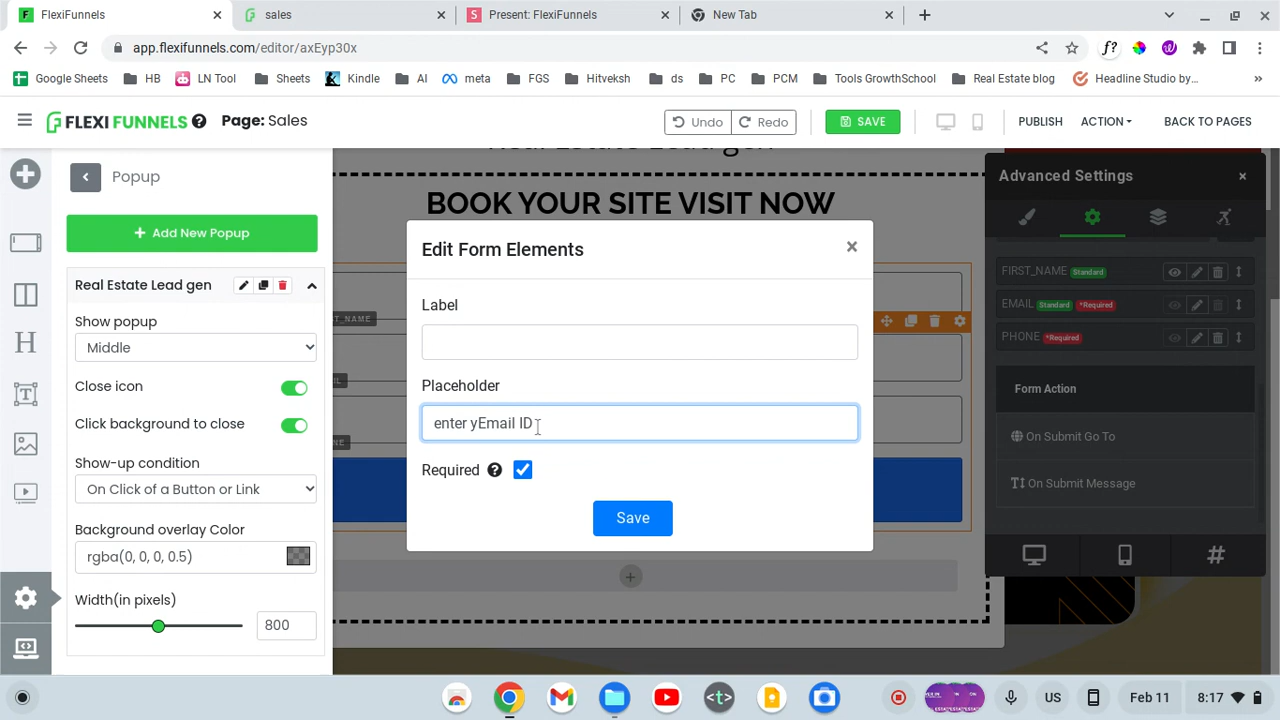 FlexiFunnels
sales
Present: FlexiFunnels
New Tab
app.flexifunnels.com/editor/axEyp30x
Google Sheets
HB
LN Tool
Sheets
Kindle
AI
meta
FGS
Hitveksh
ds
PC
PCM
Tools GrowthSchool
Real Estate blog
Headline Studio by...
FLEXI FUNNELS
Page: Sales
Undo
Redo
SAVE
PUBLISH
ACTION
BACK TO PAGES
Popup
Add New Popup
Real Estate Lead gen
Show popup
Middle
Close icon
Click background to close
Show-up condition
On Click of a Button or Link
Background overlay Color
rgba(0, 0, 0, 0.5)
Width(in pixels)
800
Real Estate Lead gen
BOOK YOUR SITE VISIT NOW
Edit Form Elements
Label
Placeholder
enter yEmail ID
Required
Save
Advanced Settings
FIRST_NAME Standard
EMAIL Standard *Required
PHONE *Required
Form Action
On Submit Go To
On Submit Message
US
Feb 11
8:17